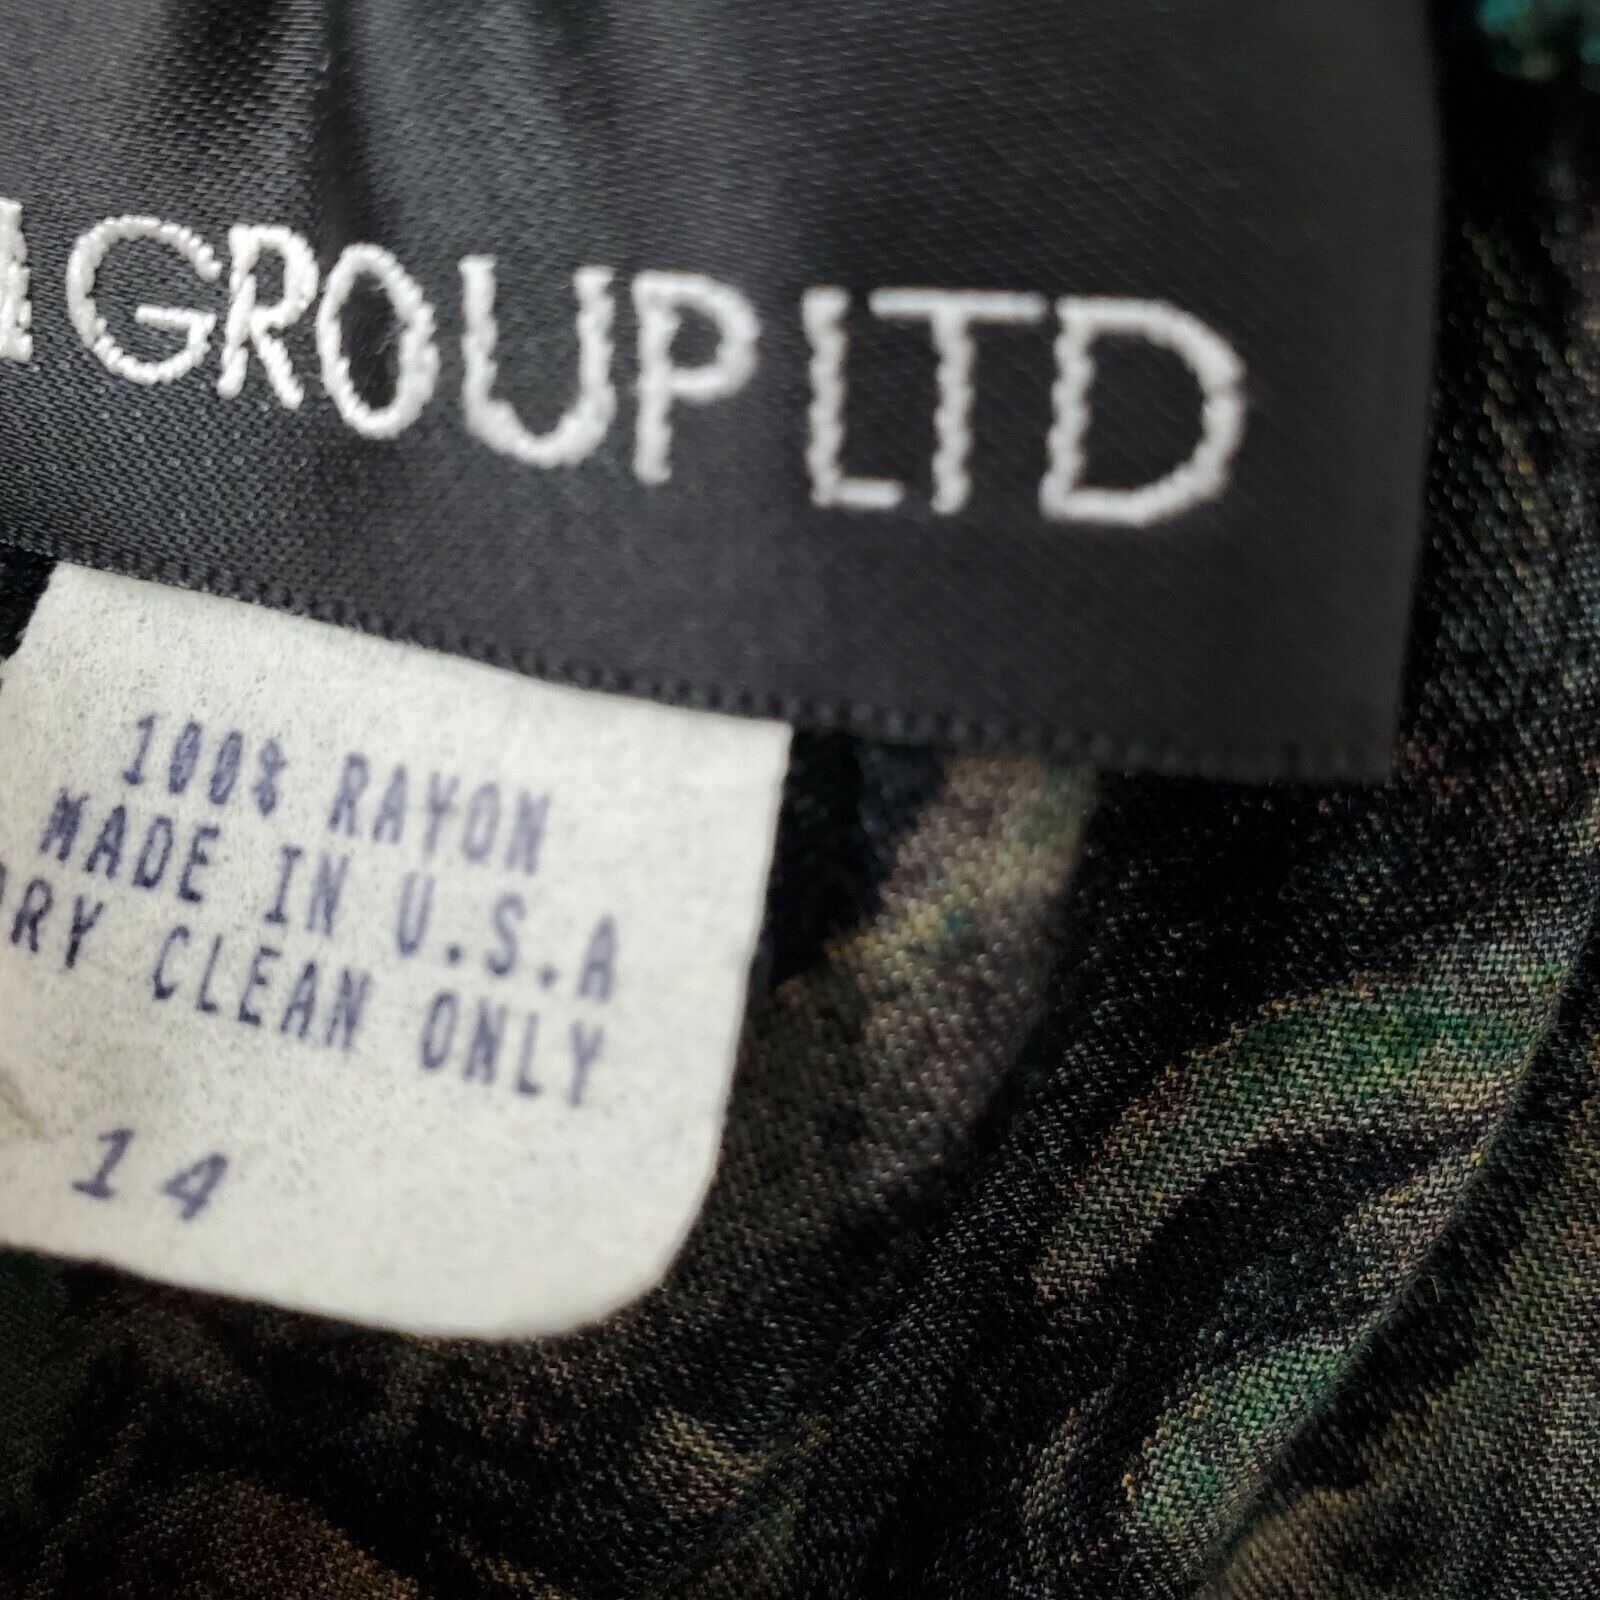 GROUP LTD
100% RAYON
MADE IN U.S.A
DRY CLEAN ONLY
14